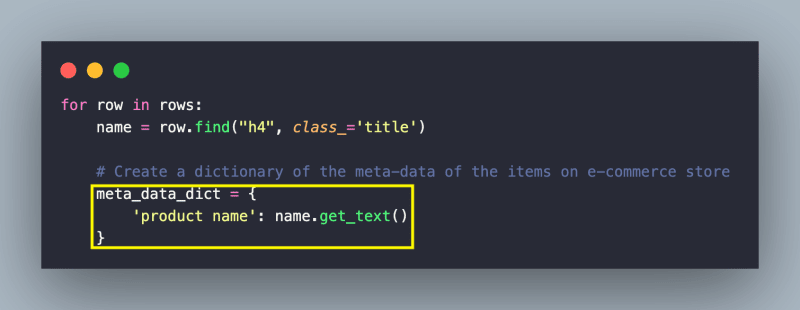 for row in rows:
    name = row.find("h4", class_='title')
    # Create a dictionary of the meta-data of the items on e-commerce store
    meta_data_dict = {
        'product name': name.get_text()
    }